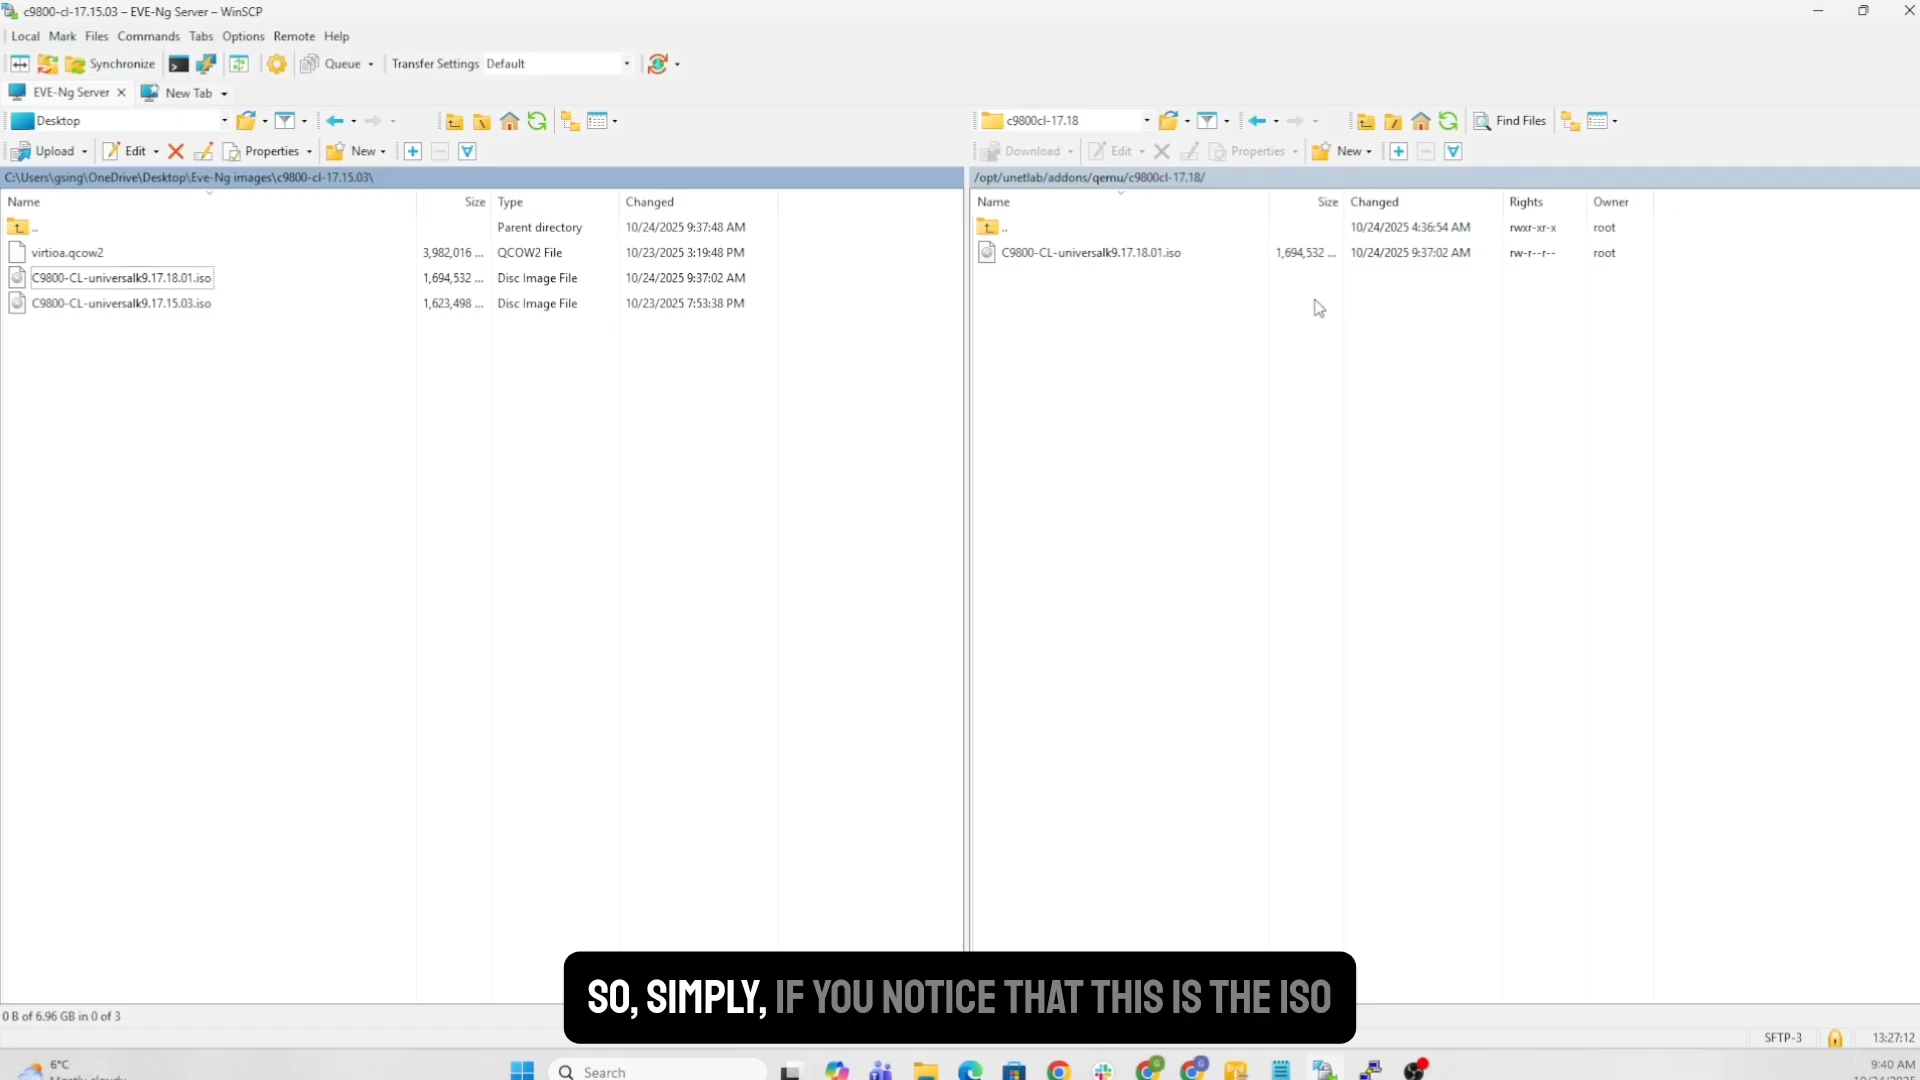 c9800-cl-17.15.03 – EVE-Ng Server – WinSCP
Local Mark Files Commands Tabs Options Remote Help
Synchronize Queue Transfer Settings Default
EVE-Ng Server New Tab
Desktop
c9800cl-17.18 Find Files
Upload Edit Properties New
Download Edit Properties New
C:\Users\gsing\OneDrive\Desktop\Eve-Ng images\c9800-cl-17.15.03\
Name Size Type Changed
.. Parent directory 10/24/2025 9:37:48 AM
virtioa.qcow2 3,982,016 ... QCOW2 File 10/23/2025 3:19:48 PM
C9800-CL-universalk9.17.18.01.iso 1,694,532 ... Disc Image File 10/24/2025 9:37:02 AM
C9800-CL-universalk9.17.15.03.iso 1,623,498 ... Disc Image File 10/23/2025 7:53:38 PM
/opt/unetlab/addons/qemu/c9800cl-17.18/
Name Size Changed Rights Owner
.. 10/24/2025 4:36:54 AM rwxr-xr-x root
C9800-CL-universalk9.17.18.01.iso 1,694,532 ... 10/24/2025 9:37:02 AM rw-r--r-- root
SO, SIMPLY, IF YOU NOTICE THAT THIS IS THE ISO
0 B of 6.96 GB in 0 of 3
SFTP-3 13:27:12
6°C
Search
9:40 AM